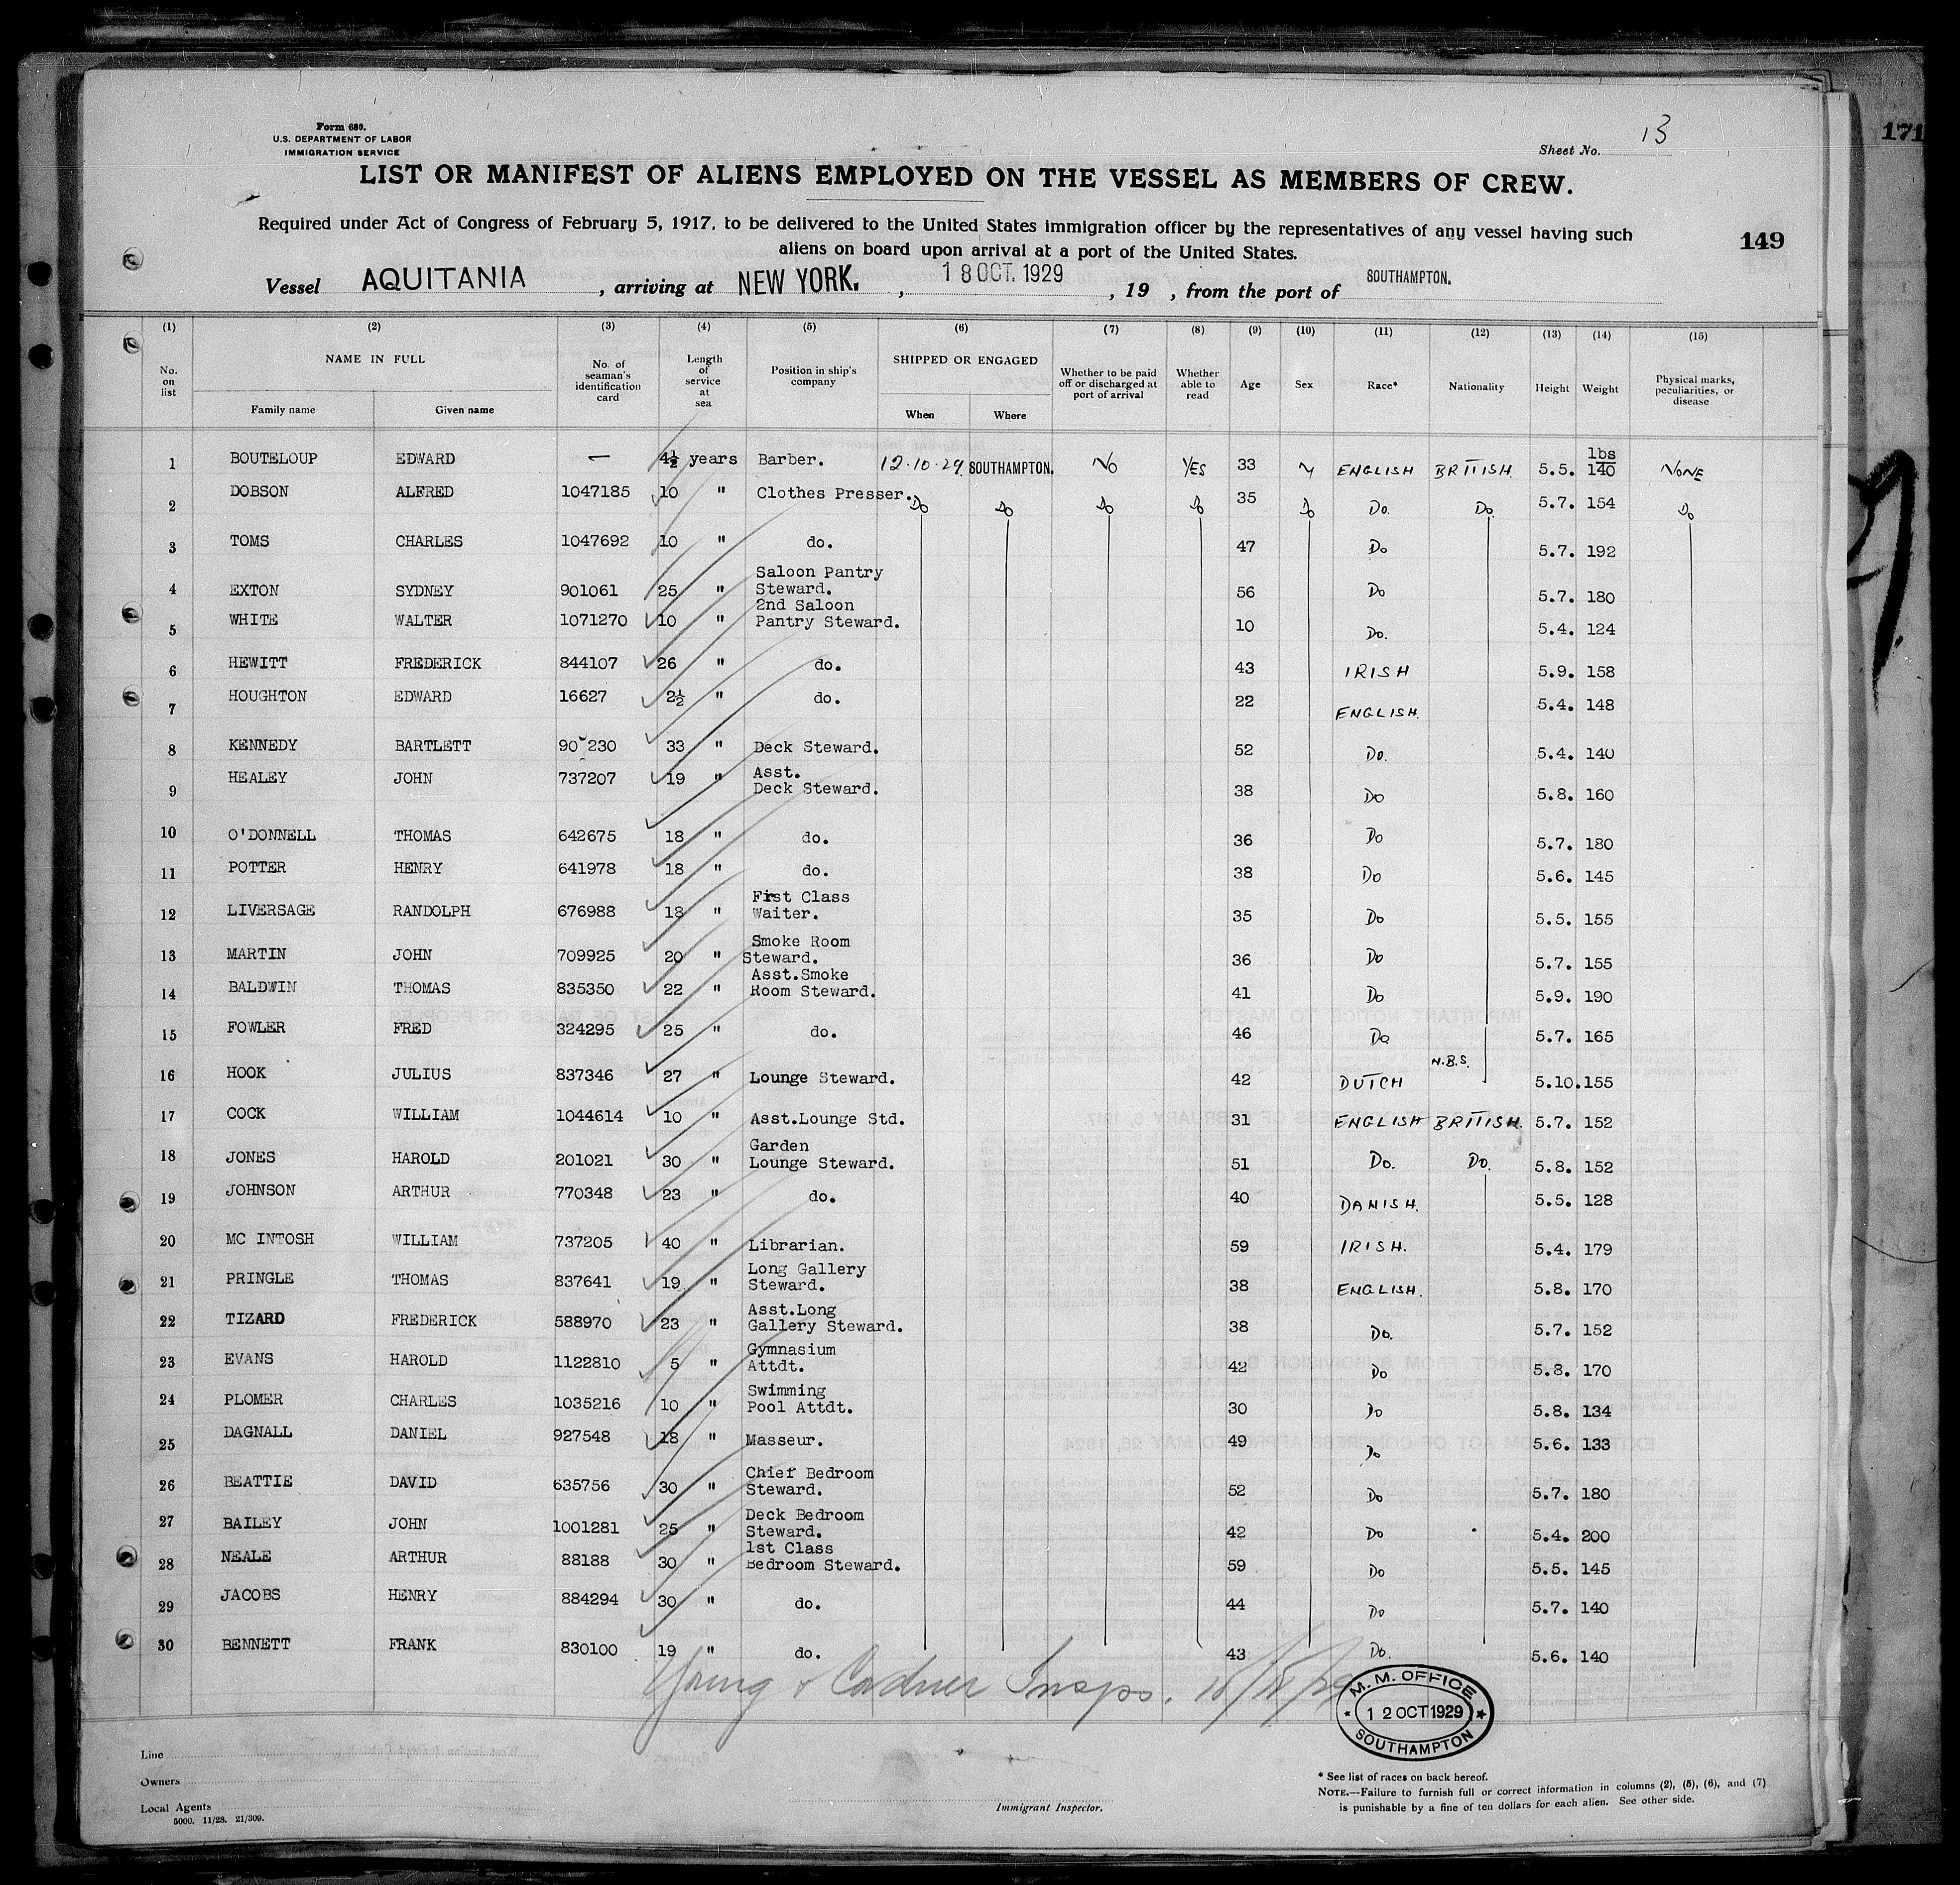 171
Form 680.
U.S. DEPARTMENT OF LABOR
IMMIGRATION SERVICE
Sheet No. 13
LIST OR MANIFEST OF ALIENS EMPLOYED ON THE VESSEL AS MEMBERS OF CREW.
Required under Act of Congress of February 5, 1917, to be delivered to the United States immigration officer by the representatives of any vessel having such
aliens on board upon arrival at a port of the United States.
149
Vessel AQUITANIA, arriving at NEW YORK., 18 OCT. 1929, 19 , from the port of SOUTHAMPTON.
(1) (2) (3) (4) (5) (6) (7) (8) (9) (10) (11) (12) (13) (14) (15)
No. on list NAME IN FULL Family name Given name No. of seaman's identification card Length of service at sea Position in ship's company SHIPPED OR ENGAGED When Where Whether to be paid off or discharged at port of arrival Whether able to read Age Sex Race* Nationality Height Weight Physical marks, peculiarities, or disease
1 BOUTELOUP EDWARD — 4½ years Barber. 12.10.29 SOUTHAMPTON. NO YES 33 M ENGLISH BRITISH 5.5. lbs 140 NONE
2 DOBSON ALFRED 1047185 10 " Clothes Presser. Do Do Do Do 35 Do Do. Do. 5.7. 154 Do
3 TOMS CHARLES 1047692 10 " do. 47 Do 5.7. 192
4 EXTON SYDNEY 901061 25 " Saloon Pantry Steward. 56 Do 5.7. 180
5 WHITE WALTER 1071270 10 " 2nd Saloon Pantry Steward. 10 Do. 5.4. 124
6 HEWITT FREDERICK 844107 26 " do. 43 IRISH 5.9. 158
7 HOUGHTON EDWARD 16627 2½ " do. 22 ENGLISH. 5.4. 148
8 KENNEDY BARTLETT 90 230 33 " Deck Steward. 52 Do. 5.4. 140
9 HEALEY JOHN 737207 19 " Asst. Deck Steward. 38 Do 5.8. 160
10 O'DONNELL THOMAS 642675 18 " do. 36 Do 5.7. 180
11 POTTER HENRY 641978 18 " do. 38 Do 5.6. 145
12 LIVERSAGE RANDOLPH 676988 18 " First Class Waiter. 35 Do 5.5. 155
13 MARTIN JOHN 709925 20 " Smoke Room Steward. 36 Do 5.7. 155
14 BALDWIN THOMAS 835350 22 " Asst.Smoke Room Steward. 41 Do 5.9. 190
15 FOWLER FRED 324295 25 " do. 46 Do 5.7. 165
16 HOOK JULIUS 837346 27 " Lounge Steward. 42 DUTCH N.B.S. 5.10. 155
17 COCK WILLIAM 1044614 10 " Asst.Lounge Std. 31 ENGLISH BRITISH. 5.7. 152
18 JONES HAROLD 201021 30 " Garden Lounge Steward. 51 Do. Do. 5.8. 152
19 JOHNSON ARTHUR 770348 23 " do. 40 DANISH. 5.5. 128
20 MC INTOSH WILLIAM 737205 40 " Librarian. 59 IRISH. 5.4. 179
21 PRINGLE THOMAS 837641 19 " Long Gallery Steward. 38 ENGLISH. 5.8. 170
22 TIZARD FREDERICK 588970 23 " Asst.Long Gallery Steward. 38 Do. 5.7. 152
23 EVANS HAROLD 1122810 5 " Gymnasium Attdt. 42 Do 5.8. 170
24 PLOMER CHARLES 1035216 10 " Swimming Pool Attdt. 30 Do 5.8. 134
25 DAGNALL DANIEL 927548 18 " Masseur. 49 Do 5.6. 133
26 BEATTIE DAVID 635756 30 " Chief Bedroom Steward. 52 Do 5.7. 180
27 BAILEY JOHN 1001281 25 " Deck Bedroom Steward. 42 Do 5.4. 200
28 NEALE ARTHUR 88188 30 " 1st Class Bedroom Steward. 59 Do 5.5. 145
29 JACOBS HENRY 884294 30 " do. 44 Do 5.7. 140
30 BENNETT FRANK 830100 19 " do. 43 Do. 5.6. 140
Young & Insps.
M. M. OFFICE
12 OCT 1929
SOUTHAMPTON
Line
Owners
Local Agents
5000. 11/28. 21/309.
Immigrant Inspector.
* See list of races on back hereof.
NOTE.—Failure to furnish full or correct information in columns (2), (5), (6), and (7)
is punishable by a fine of ten dollars for each alien. See other side.